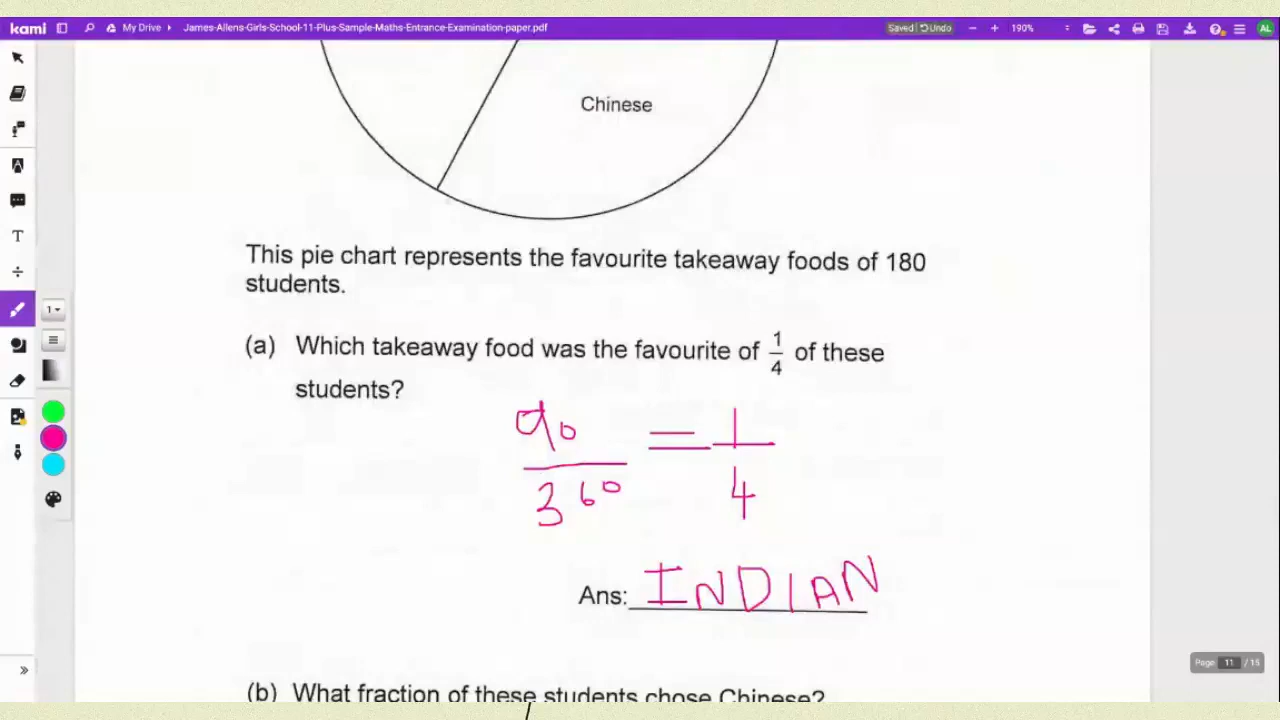 kami My Drive James-Allens-Girls-School-11-Plus-Sample-Maths-Entrance-Examination-paper.pdf Saved Undo 190% AL
Chinese
This pie chart represents the favourite takeaway foods of 180
students.
(a) Which takeaway food was the favourite of 1/4 of these
students?
90/360 = 1/4
Ans: INDIAN
Page 11 / 15
(b) What fraction of these students chose Chinese?